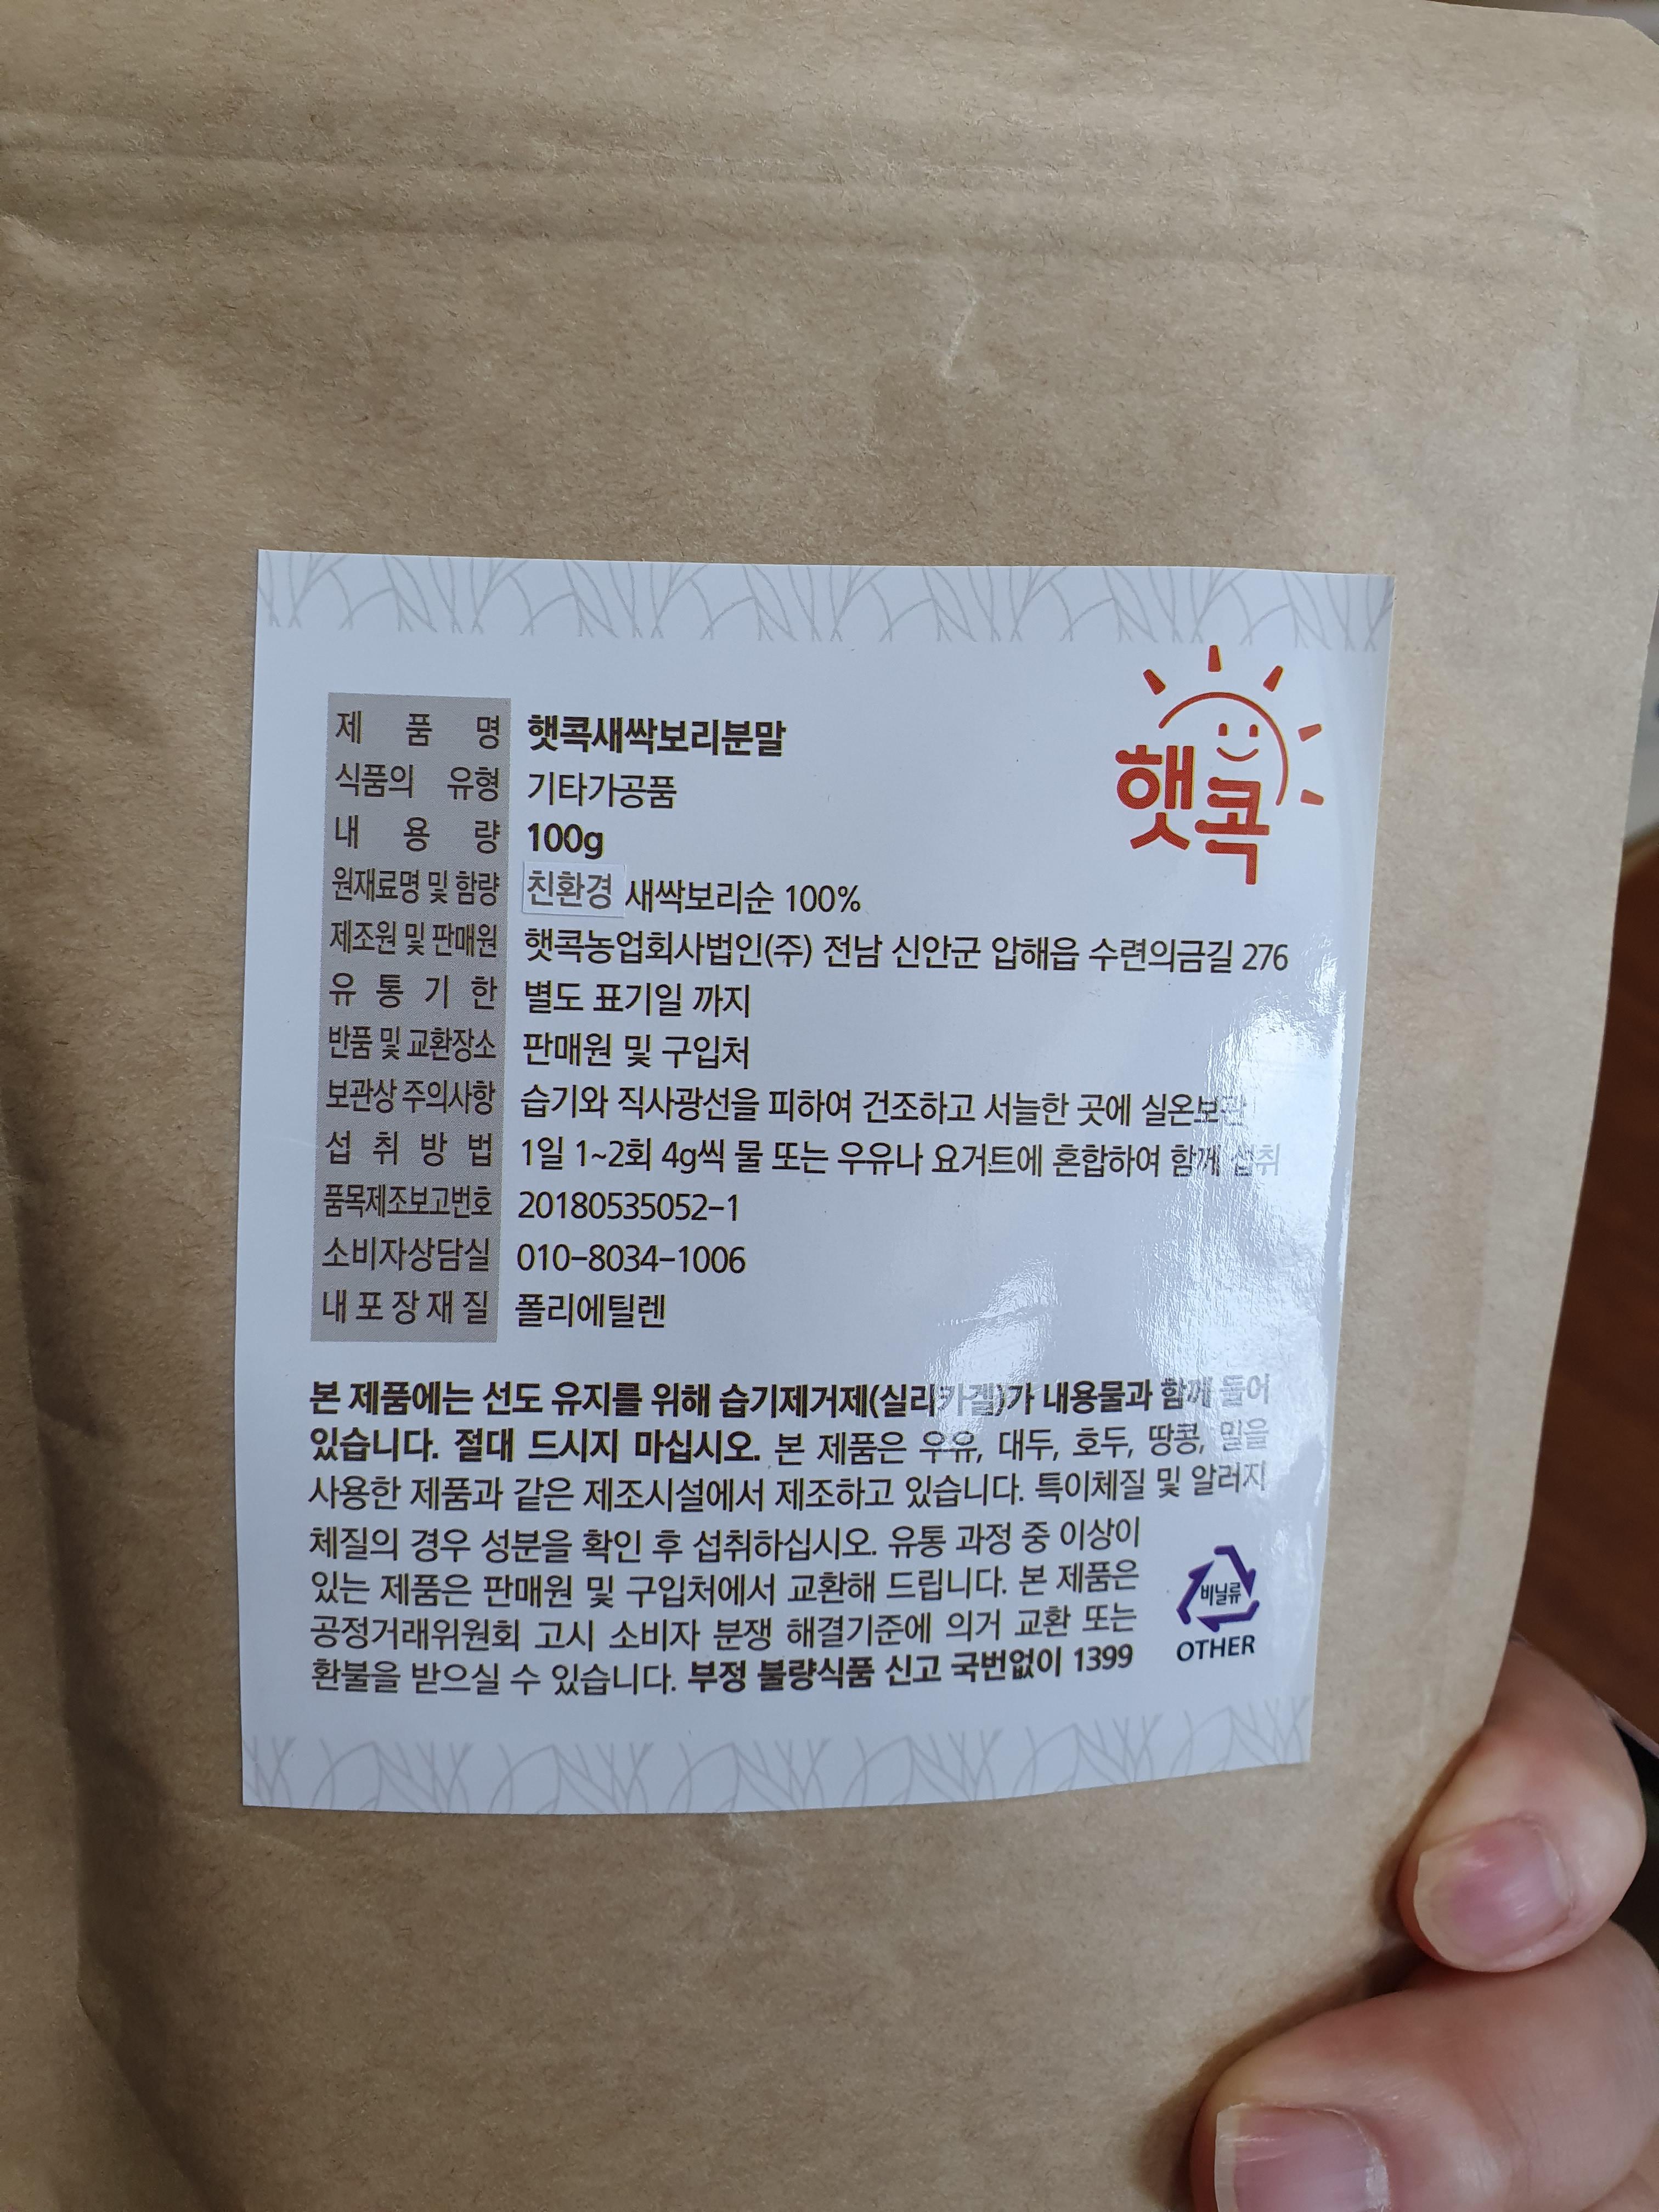 햇콕
제품명 햇콕새싹보리분말
식품의 유형 기타가공품
내용량 100g
원재료명 및 함량 친환경 새싹보리순 100%
제조원 및 판매원 햇콕농업회사법인(주) 전남 신안군 압해읍 수련의금길 276
유통기한 별도 표기일 까지
반품 및 교환장소 판매원 및 구입처
보관상 주의사항 습기와 직사광선을 피하여 건조하고 서늘한 곳에 실온보관
섭취방법 1일 1~2회 4g씩 물 또는 우유나 요거트에 혼합하여 함께 섭취
품목제조보고번호 20180535052-1
소비자상담실 010-8034-1006
내포장재질 폴리에틸렌
본 제품에는 선도 유지를 위해 습기제거제(실리카겔)가 내용물과 함께 들어
있습니다. 절대 드시지 마십시오. 본 제품은 우유, 대두, 호두, 땅콩, 밀을
사용한 제품과 같은 제조시설에서 제조하고 있습니다. 특이체질 및 알러지
체질의 경우 성분을 확인 후 섭취하십시오. 유통 과정 중 이상이
있는 제품은 판매원 및 구입처에서 교환해 드립니다. 본 제품은
공정거래위원회 고시 소비자 분쟁 해결기준에 의거 교환 또는
환불을 받으실 수 있습니다. 부정 불량식품 신고 국번없이 1399
비닐류
OTHER